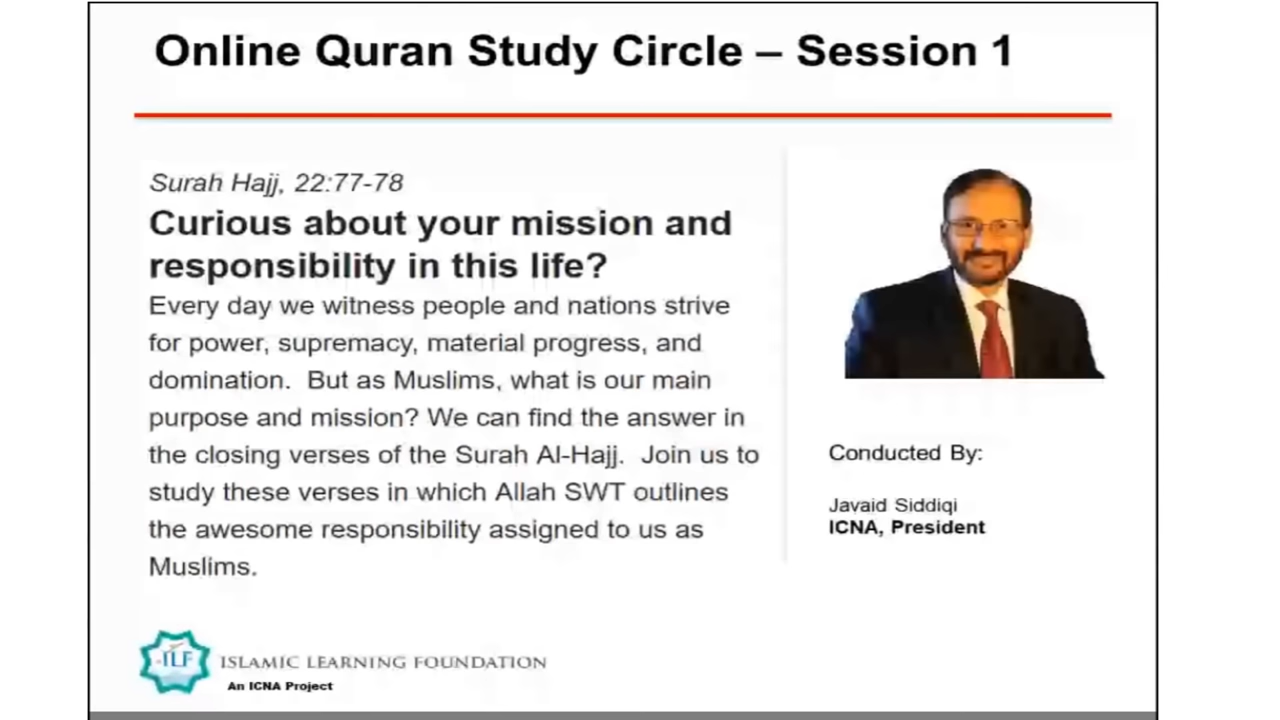 Online Quran Study Circle – Session 1
Surah Hajj, 22:77-78
Curious about your mission and
responsibility in this life?
Every day we witness people and nations strive
for power, supremacy, material progress, and
domination.  But as Muslims, what is our main
purpose and mission? We can find the answer in
the closing verses of the Surah Al-Hajj.  Join us to
study these verses in which Allah SWT outlines
the awesome responsibility assigned to us as
Muslims.
Conducted By:
Javaid Siddiqi
ICNA, President
ILF
ISLAMIC LEARNING FOUNDATION
An ICNA Project